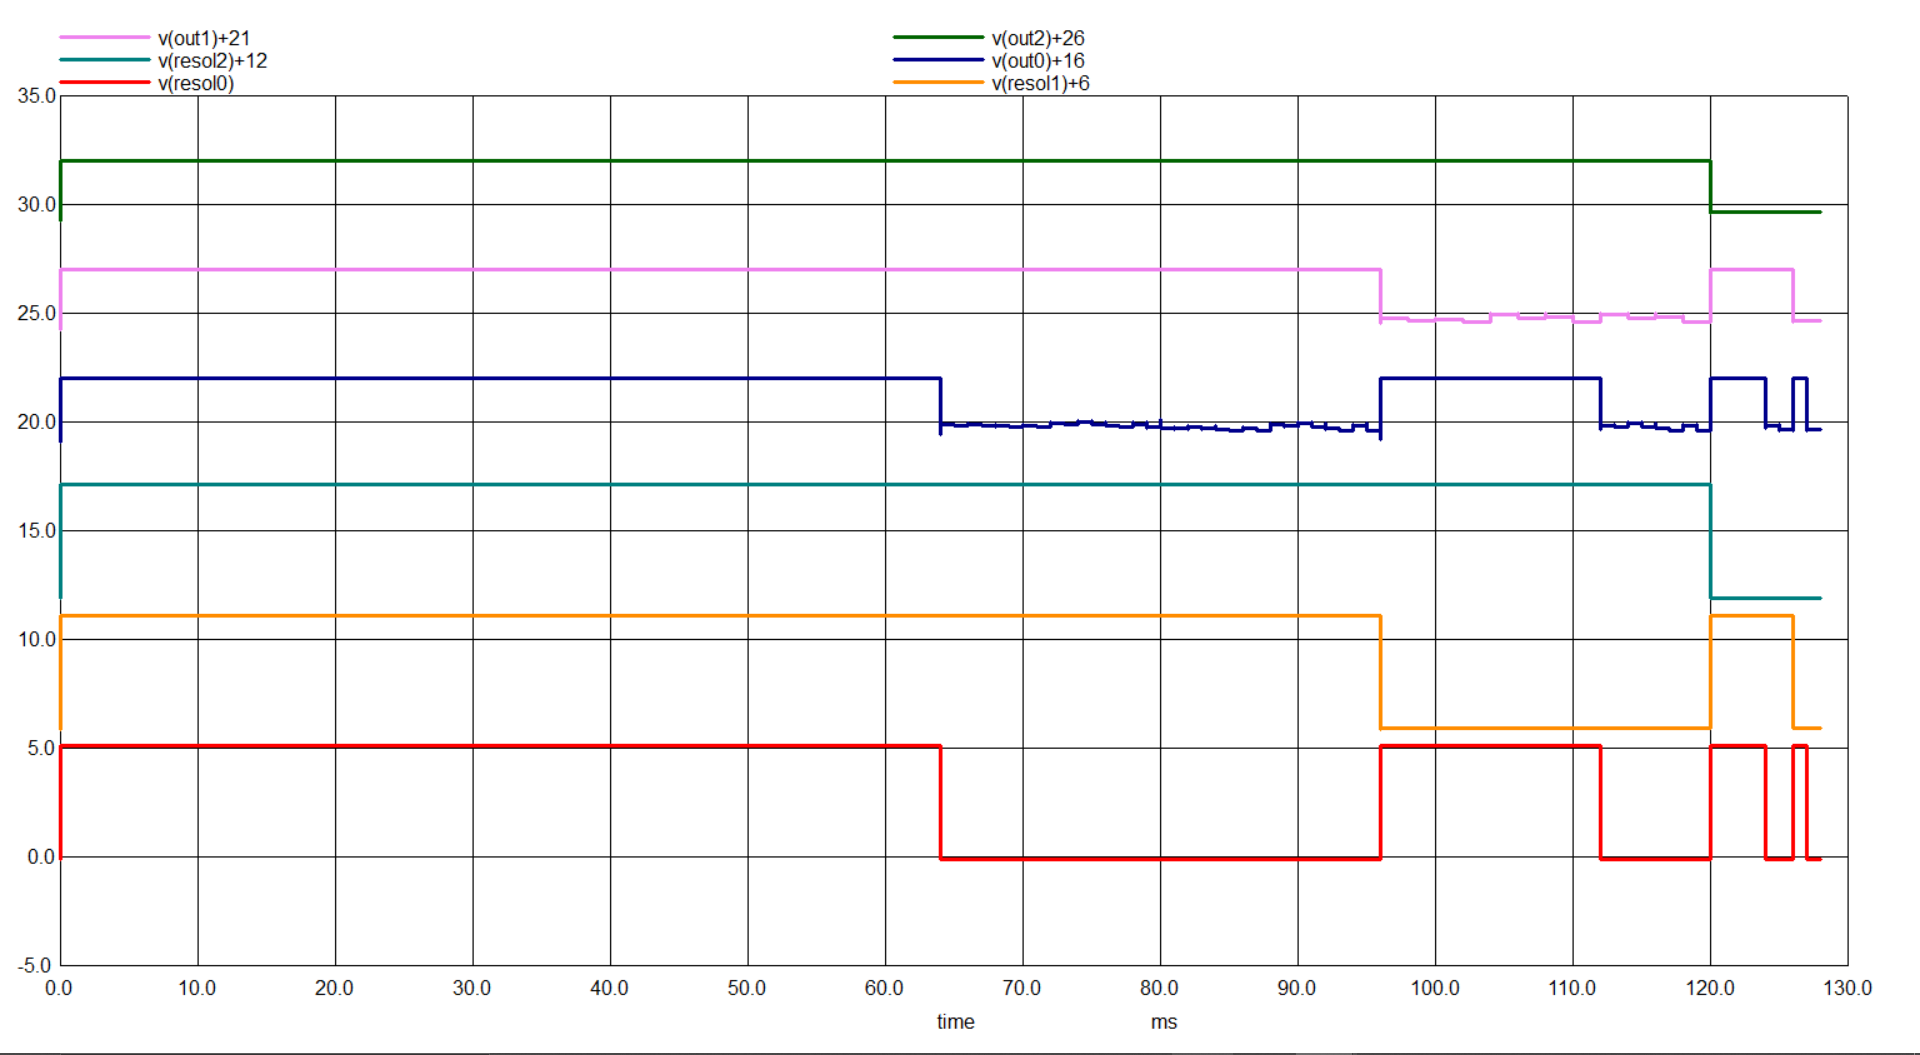 v(out1)+21 v(out2)+26
v(resol2)+12 v(out0)+16
v(resol0) v(resol1)+6
35.0
30.0
25.0
20.0
15.0
10.0
5.0
0.0
-5.0
0.0 10.0 20.0 30.0 40.0 50.0 60.0 70.0 80.0 90.0 100.0 110.0 120.0 130.0
time ms